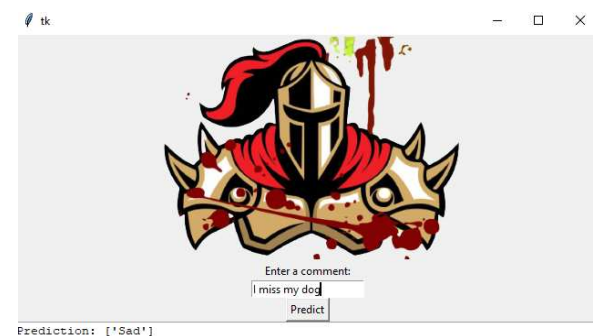 tk
Enter a comment:
I miss my dog
Predict
Prediction: ['Sad']